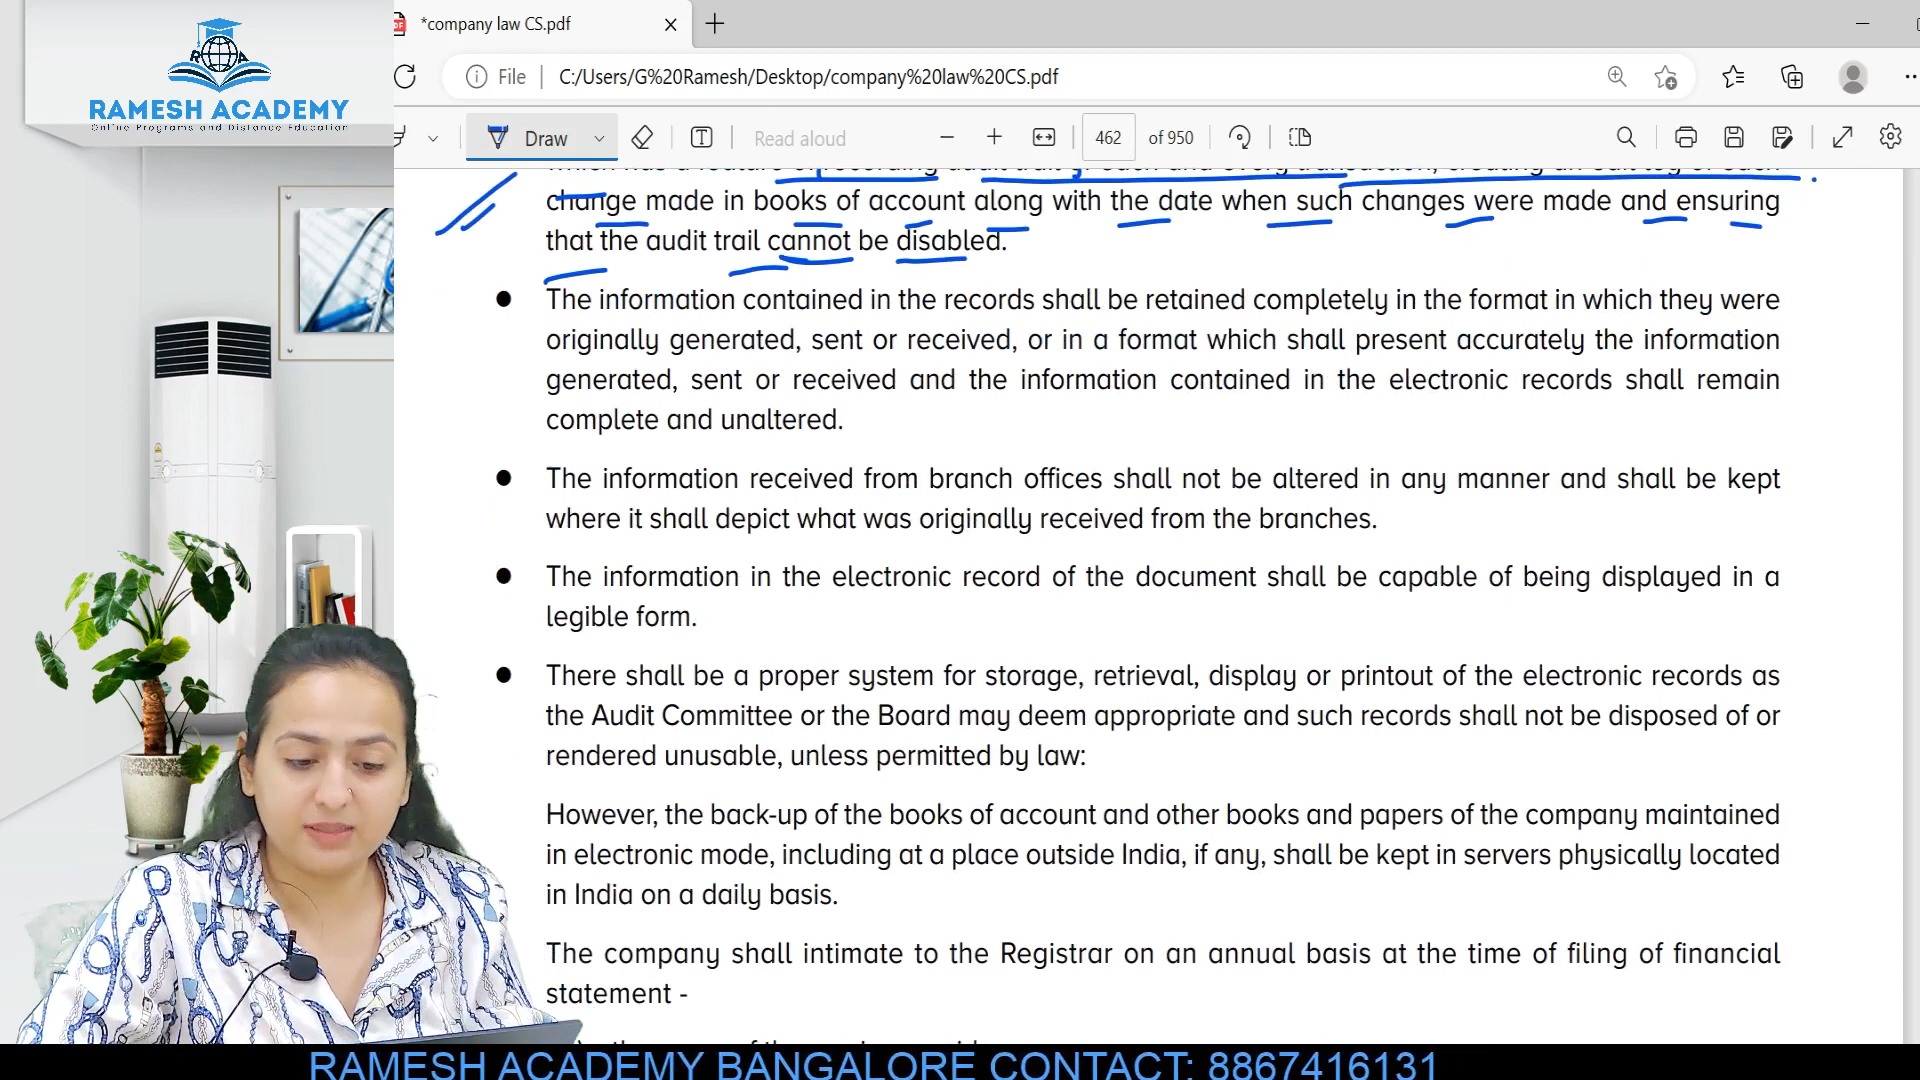 RAMESH ACADEMY
Online Programs and Distance Education
*company law CS.pdf
File
C:/Users/G%20Ramesh/Desktop/company%20law%20CS.pdf
Draw
Read aloud
462
of 950
change made in books of account along with the date when such changes were made and ensuring
that the audit trail cannot be disabled.
● The information contained in the records shall be retained completely in the format in which they were
originally generated, sent or received, or in a format which shall present accurately the information
generated, sent or received and the information contained in the electronic records shall remain
complete and unaltered.
● The information received from branch offices shall not be altered in any manner and shall be kept
where it shall depict what was originally received from the branches.
● The information in the electronic record of the document shall be capable of being displayed in a
legible form.
● There shall be a proper system for storage, retrieval, display or printout of the electronic records as
the Audit Committee or the Board may deem appropriate and such records shall not be disposed of or
rendered unusable, unless permitted by law:
However, the back-up of the books of account and other books and papers of the company maintained
in electronic mode, including at a place outside India, if any, shall be kept in servers physically located
in India on a daily basis.
The company shall intimate to the Registrar on an annual basis at the time of filing of financial
statement -
RAMESH ACADEMY BANGALORE CONTACT: 8867416131